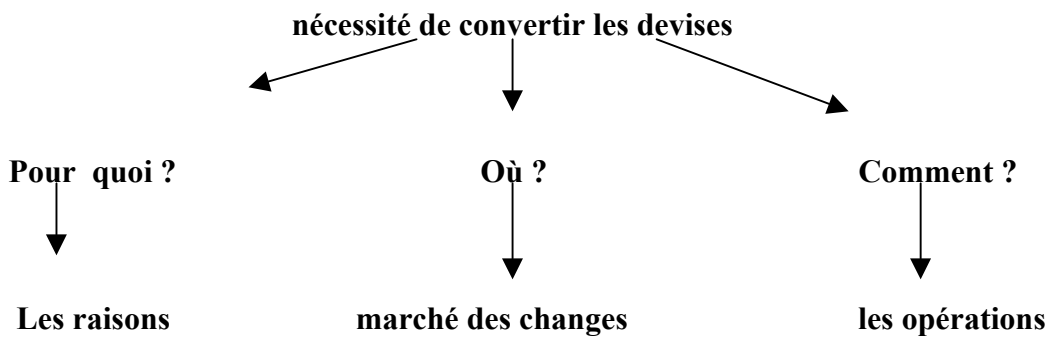 nécessité de convertir les devises
Pour quoi ? Où ? Comment ?
Les raisons marché des changes les opérations